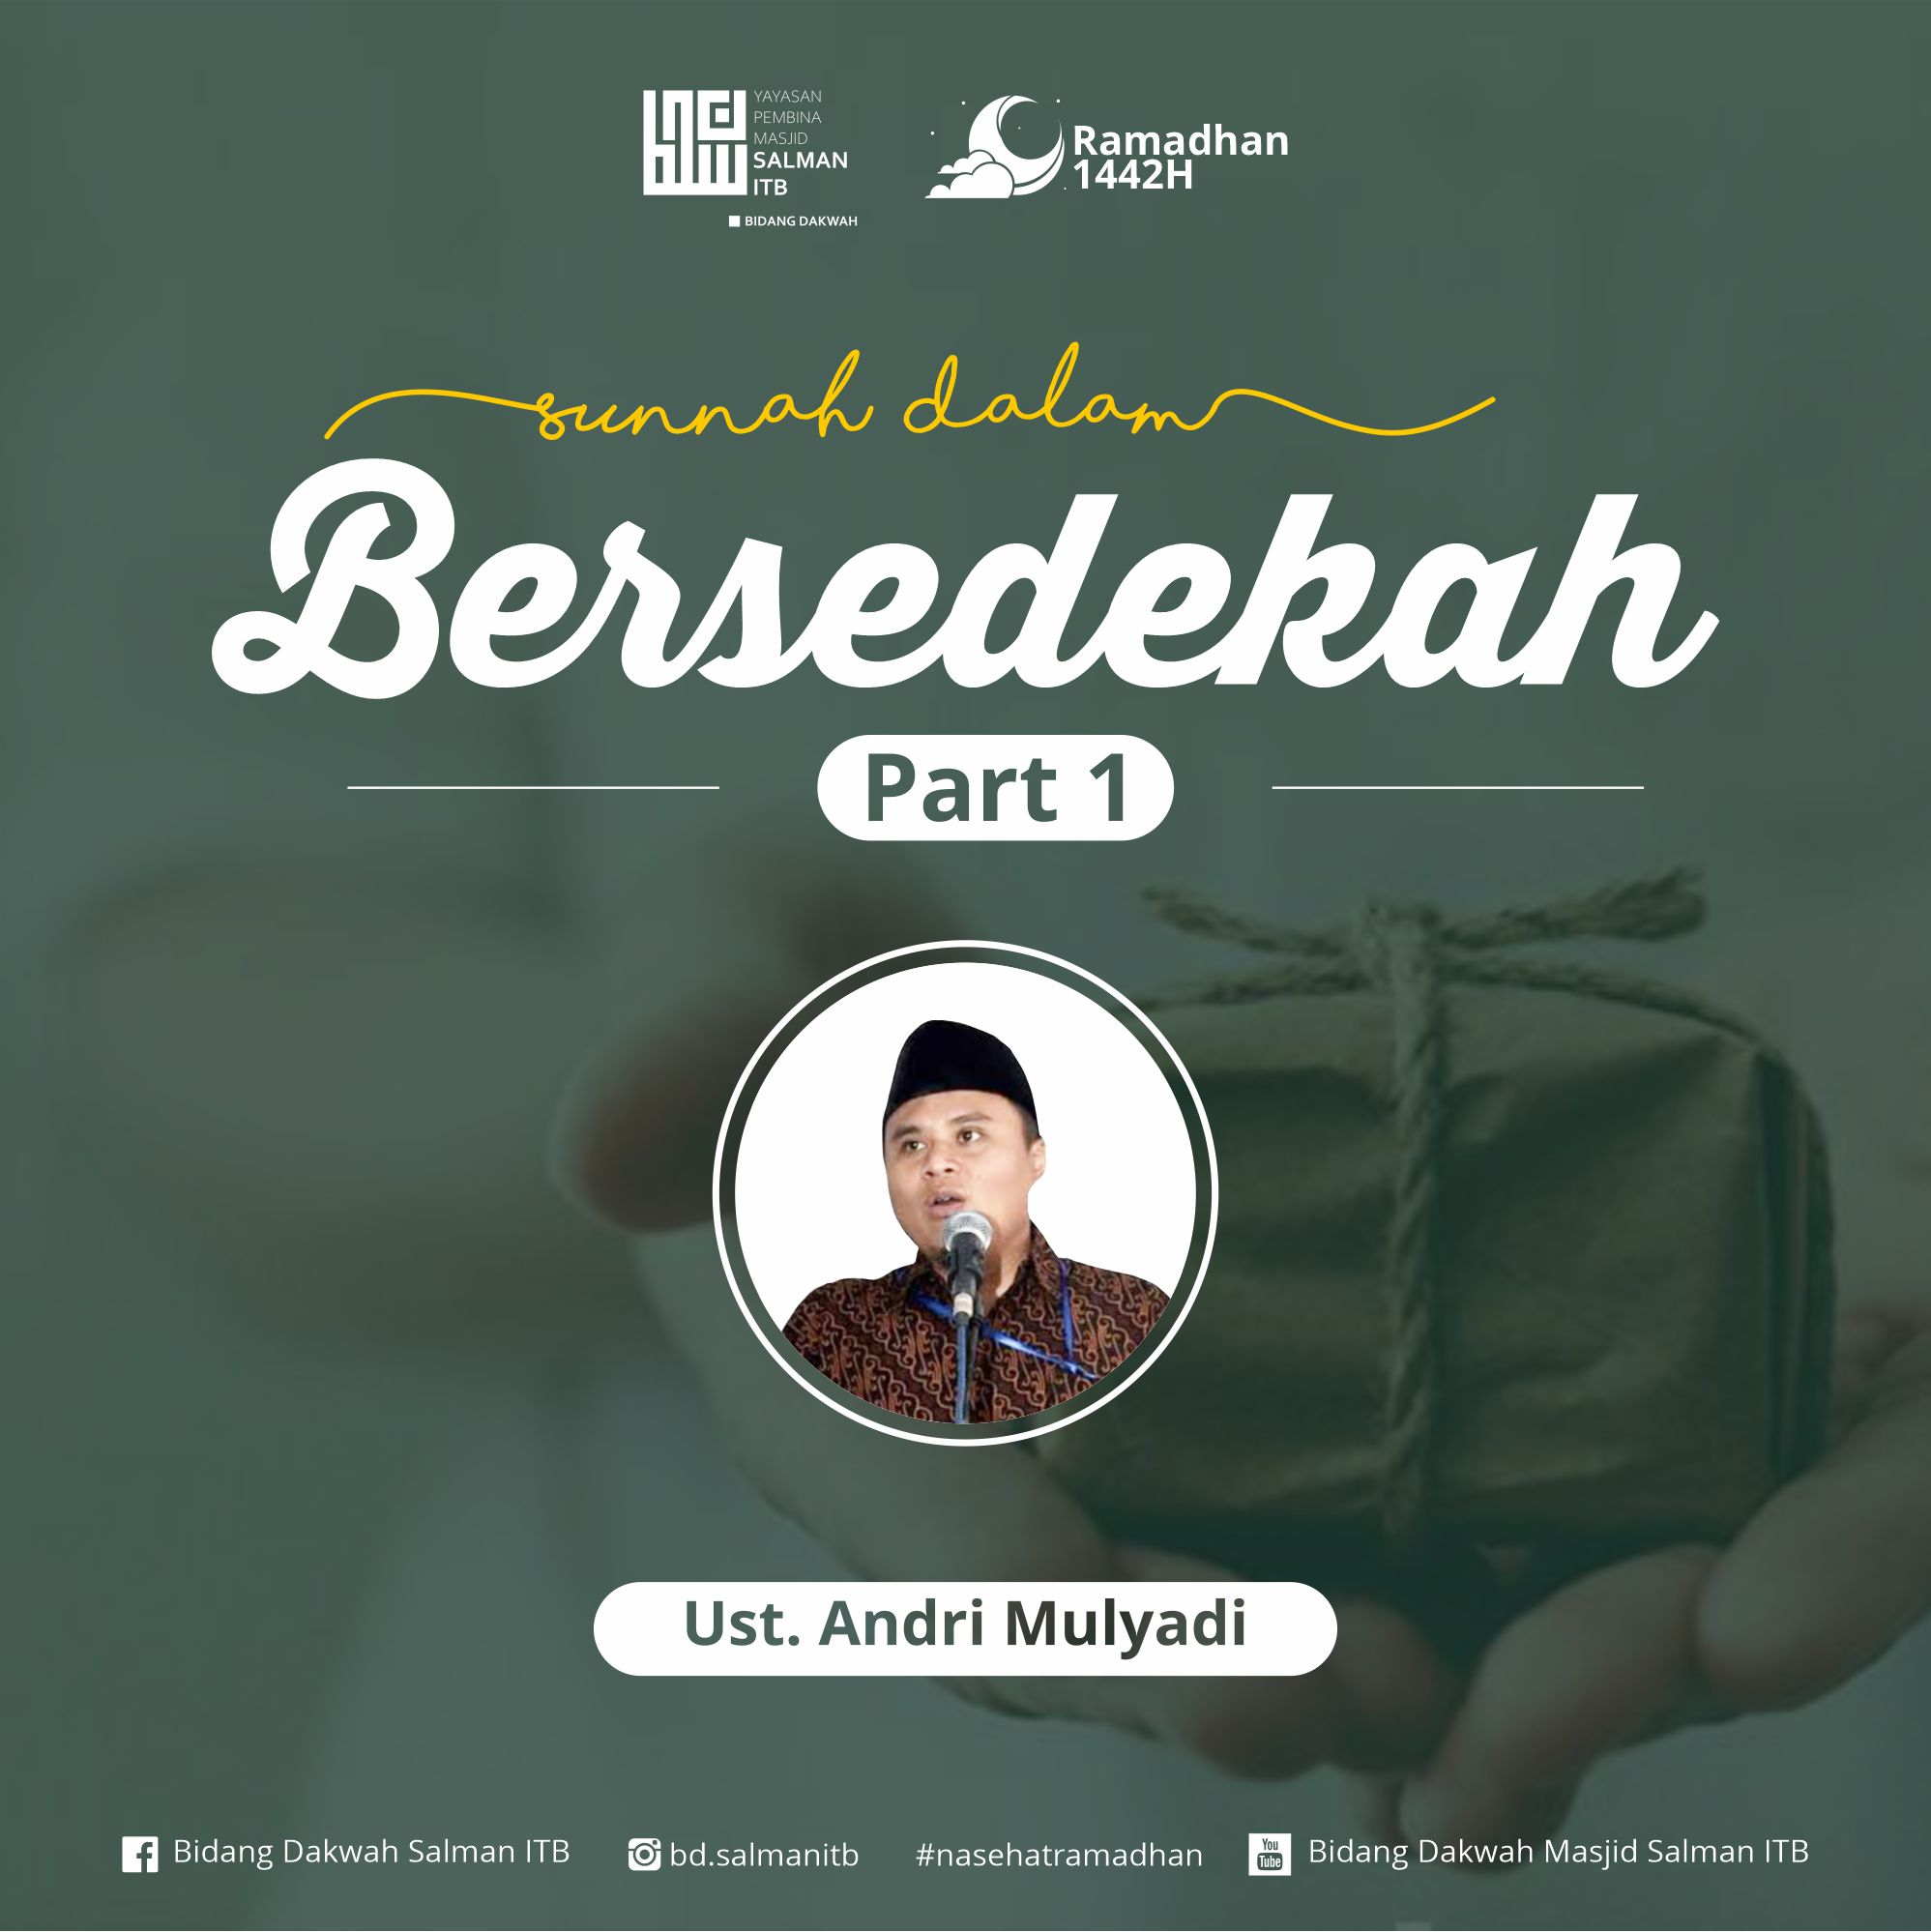 YAYASAN
PEMBINA
MASJID
SALMAN
ITB
BIDANG DAKWAH
Ramadhan
1442H
sunnah dalam
Bersedekah
Part 1
Ust. Andri Mulyadi
Bidang Dakwah Salman ITB
bd.salmanitb
#nasehatramadhan
You
Tube
Bidang Dakwah Masjid Salman ITB